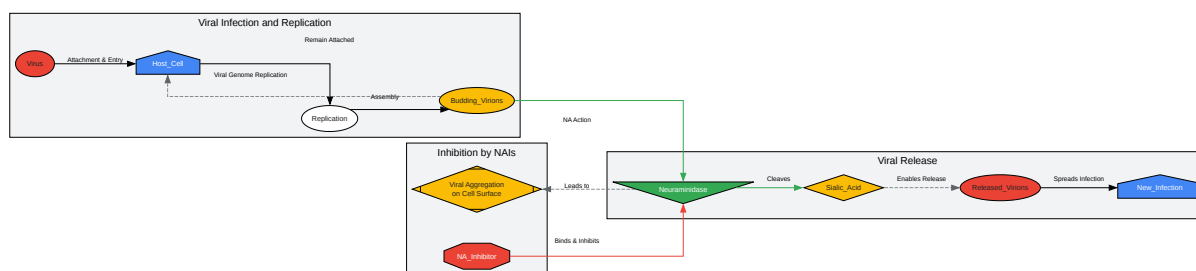 Viral Infection and Replication
Remain Attached
Virus
Attachment & Entry
Host_Cell
Viral Genome Replication
Assembly
Budding_Virions
Replication
NA Action
Inhibition by NAIs
Viral Aggregation
on Cell Surface
Leads to
NA_Inhibitor
Binds & Inhibits
Viral Release
Neuraminidase
Cleaves
Sialic_Acid
Enables Release
Released_Virions
Spreads Infection
New_Infection